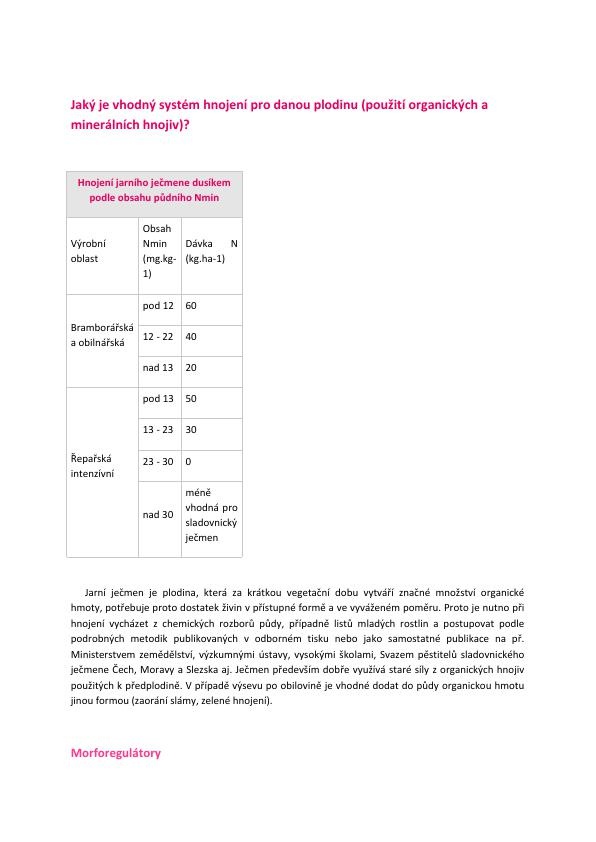 Jaký je vhodný systém hnojení pro danou plodinu (použití organických a
minerálních hnojiv)?
Hnojení jarního ječmene dusíkem
podle obsahu půdního Nmin
Výrobní
oblast
Obsah
Nmin
(mg.kg-
1)
Dávka N
(kg.ha-1)
Bramborářská
a obilnářská
pod 12
60
12 - 22
40
nad 13
20
Řepařská
intenzívní
pod 13
50
13 - 23
30
23 - 30
0
nad 30
méně
vhodná pro
sladovnický
ječmen
Jarní ječmen je plodina, která za krátkou vegetační dobu vytváří značné množství organické
hmoty, potřebuje proto dostatek živin v přístupné formě a ve vyváženém poměru. Proto je nutno při
hnojení vycházet z chemických rozborů půdy, případně listů mladých rostlin a postupovat podle
podrobných metodik publikovaných v odborném tisku nebo jako samostatné publikace na př.
Ministerstvem zemědělství, výzkumnými ústavy, vysokými školami, Svazem pěstitelů sladovnického
ječmene Čech, Moravy a Slezska aj. Ječmen především dobře využívá staré síly z organických hnojiv
použitých k předplodině. V případě výsevu po obilovině je vhodné dodat do půdy organickou hmotu
jinou formou (zaorání slámy, zelené hnojení).
Morforegulátory